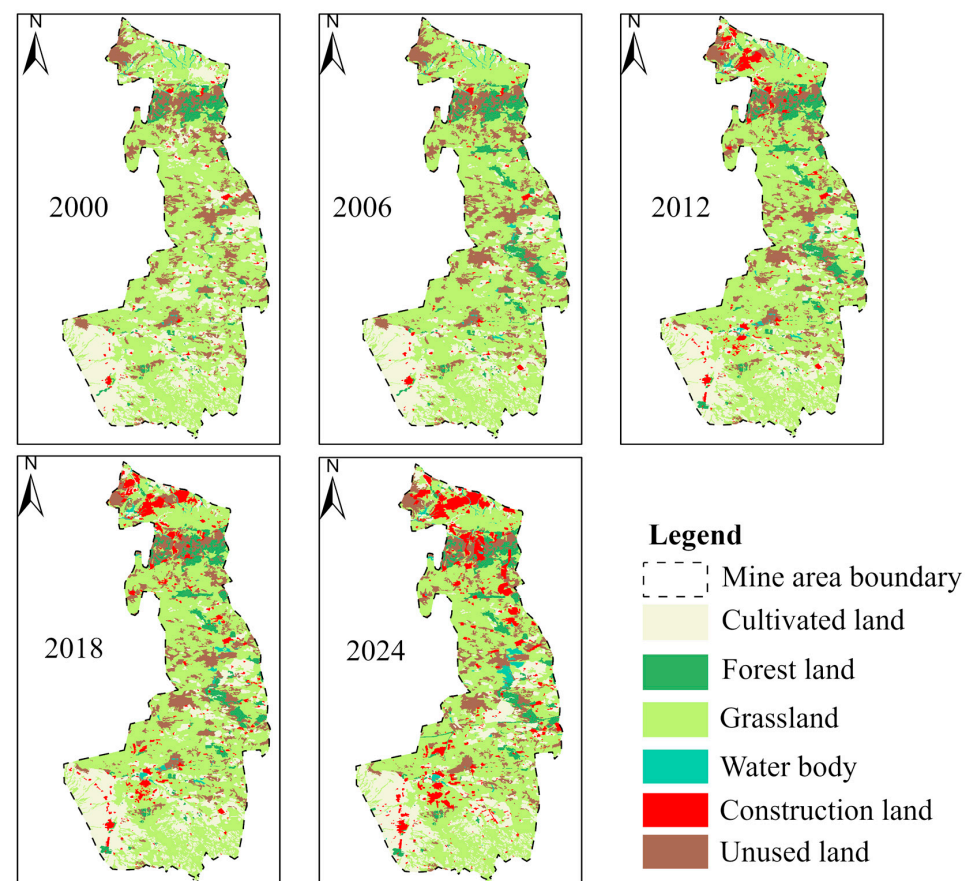 N
N
N
2000
2006
2012
N
N
2018
2024
Legend
Mine area boundary
Cultivated land
Forest land
Grassland
Water body
Construction land
Unused land